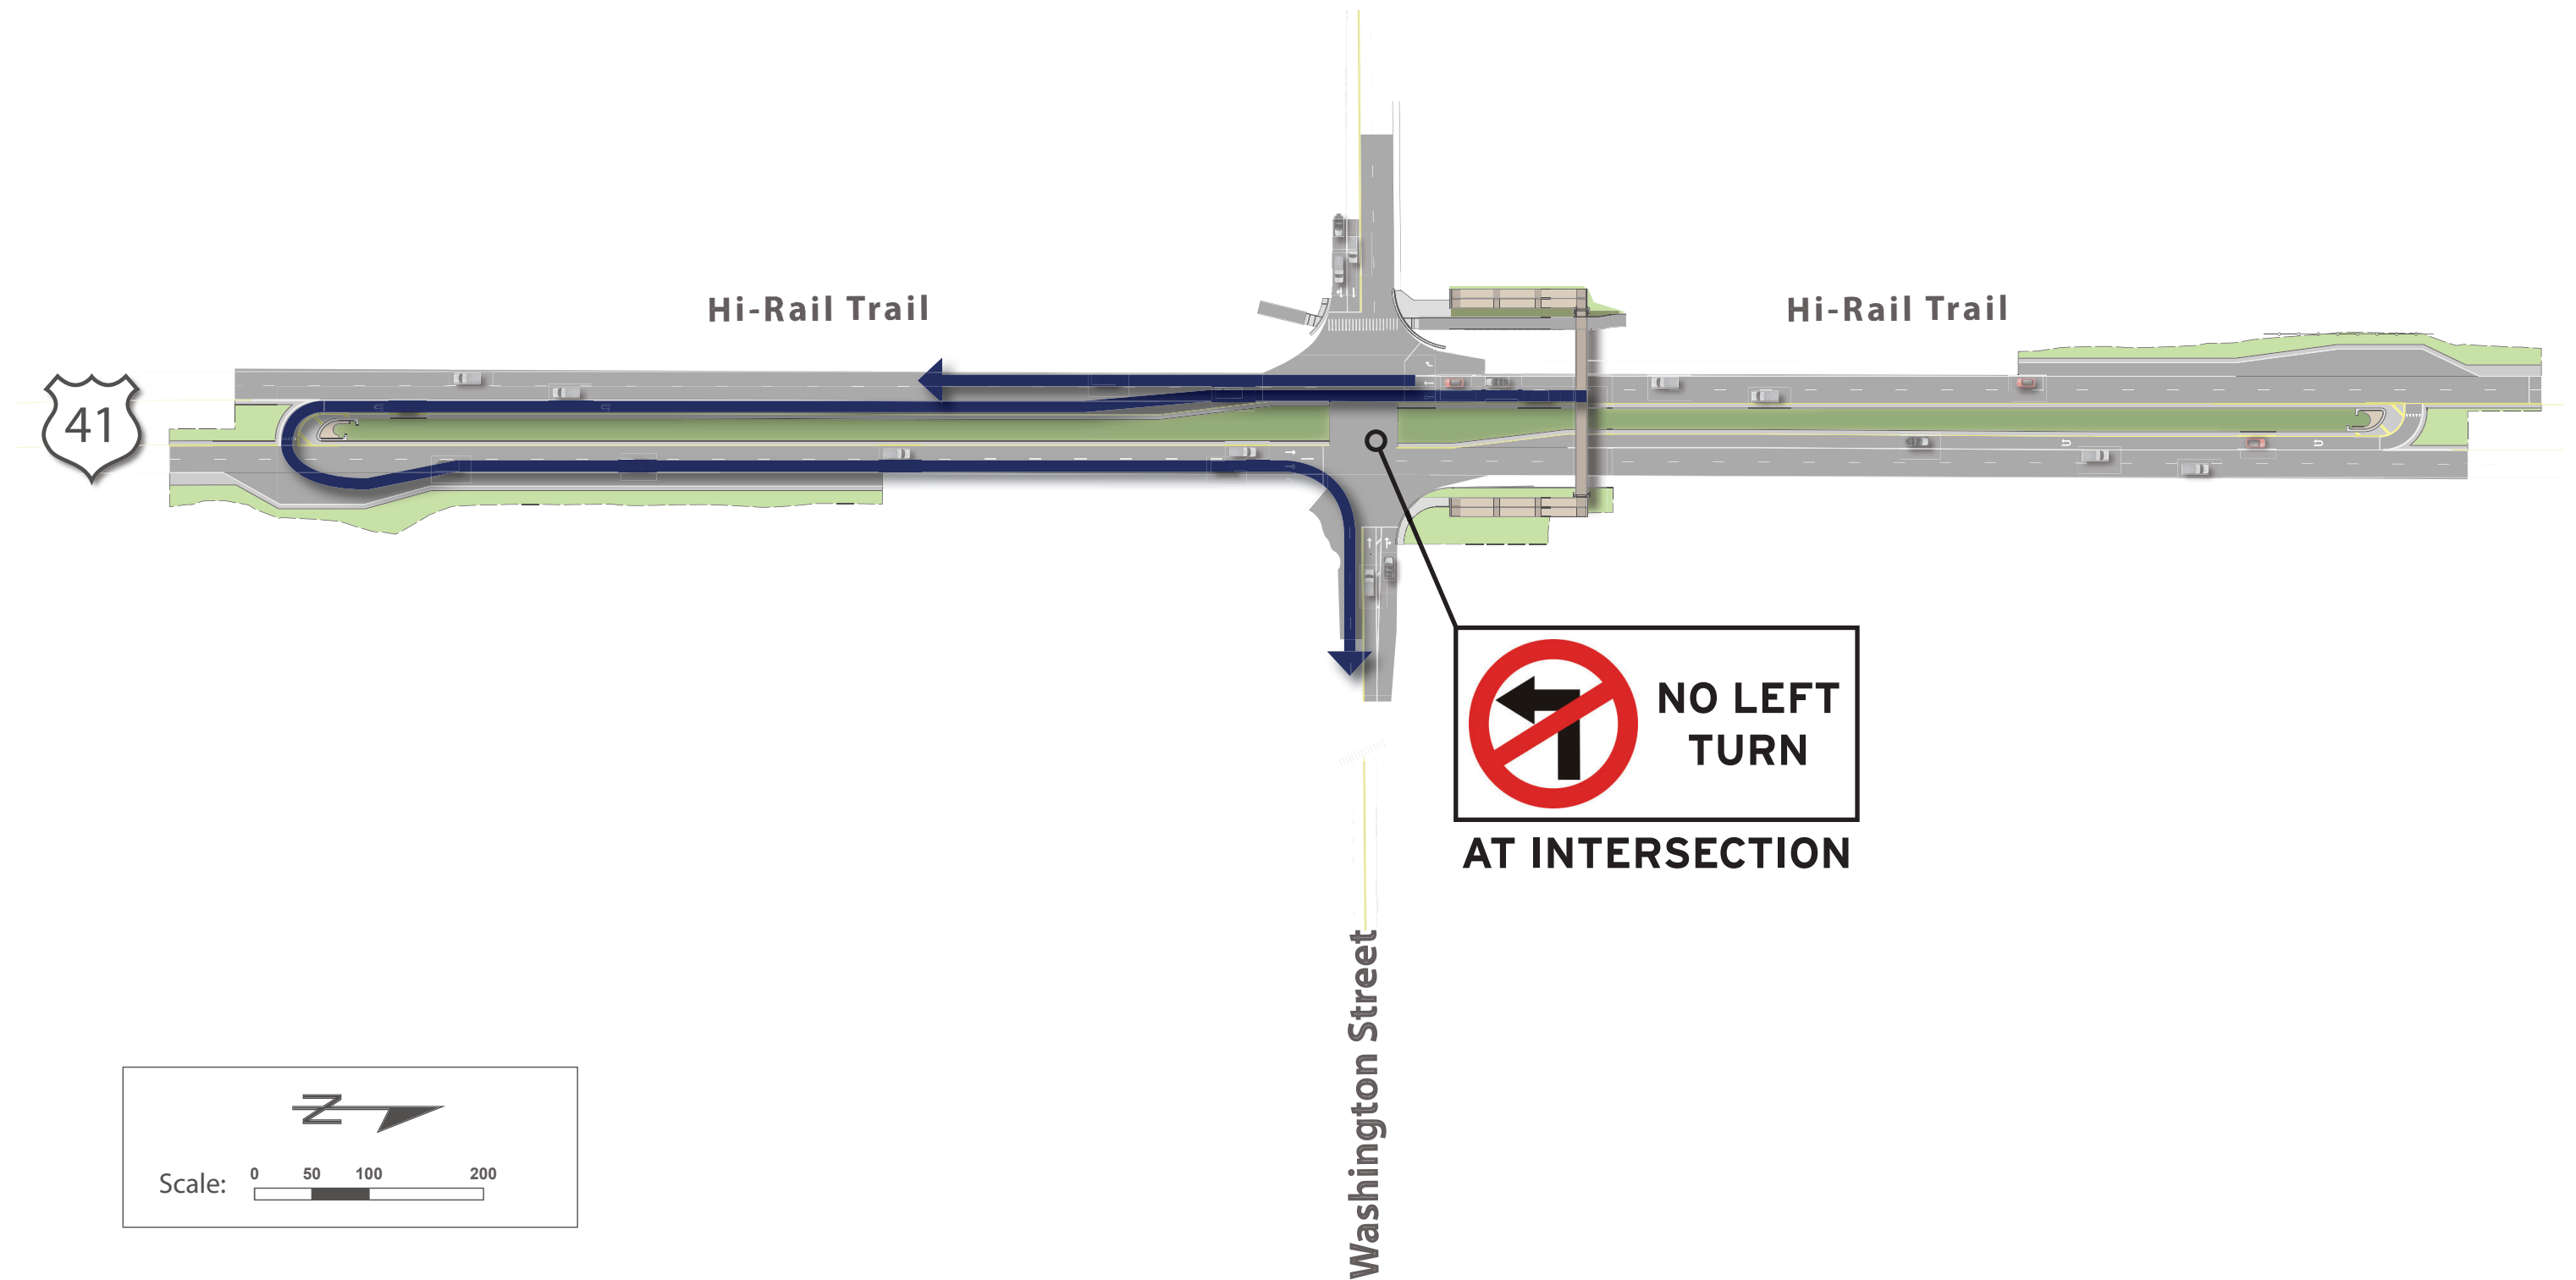 Hi-Rail Trail
Hi-Rail Trail
41
NO LEFT
TURN
AT INTERSECTION
Washington Street
N
Scale:
0 50 100 200